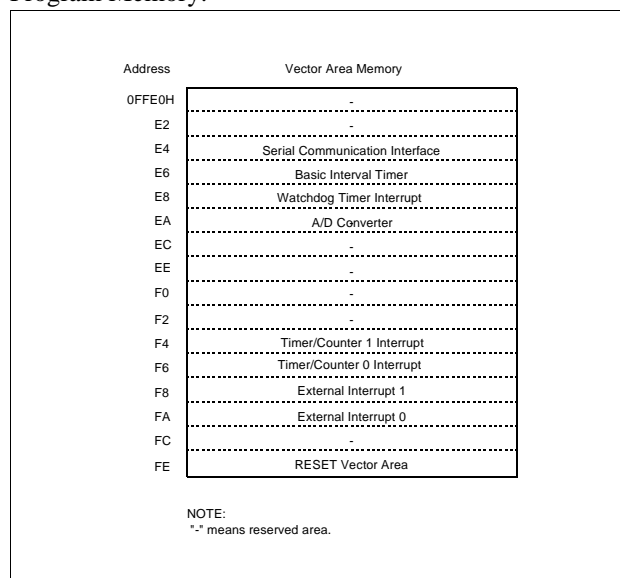 Program Memory.
Address Vector Area Memory
0FFE0H -
E2 -
E4 Serial Communication Interface
E6 Basic Interval Timer
E8 Watchdog Timer Interrupt
EA A/D Converter
EC -
EE -
F0 -
F2 -
F4 Timer/Counter 1 Interrupt
F6 Timer/Counter 0 Interrupt
F8 External Interrupt 1
FA External Interrupt 0
FC -
FE RESET Vector Area
NOTE:
"-" means reserved area.